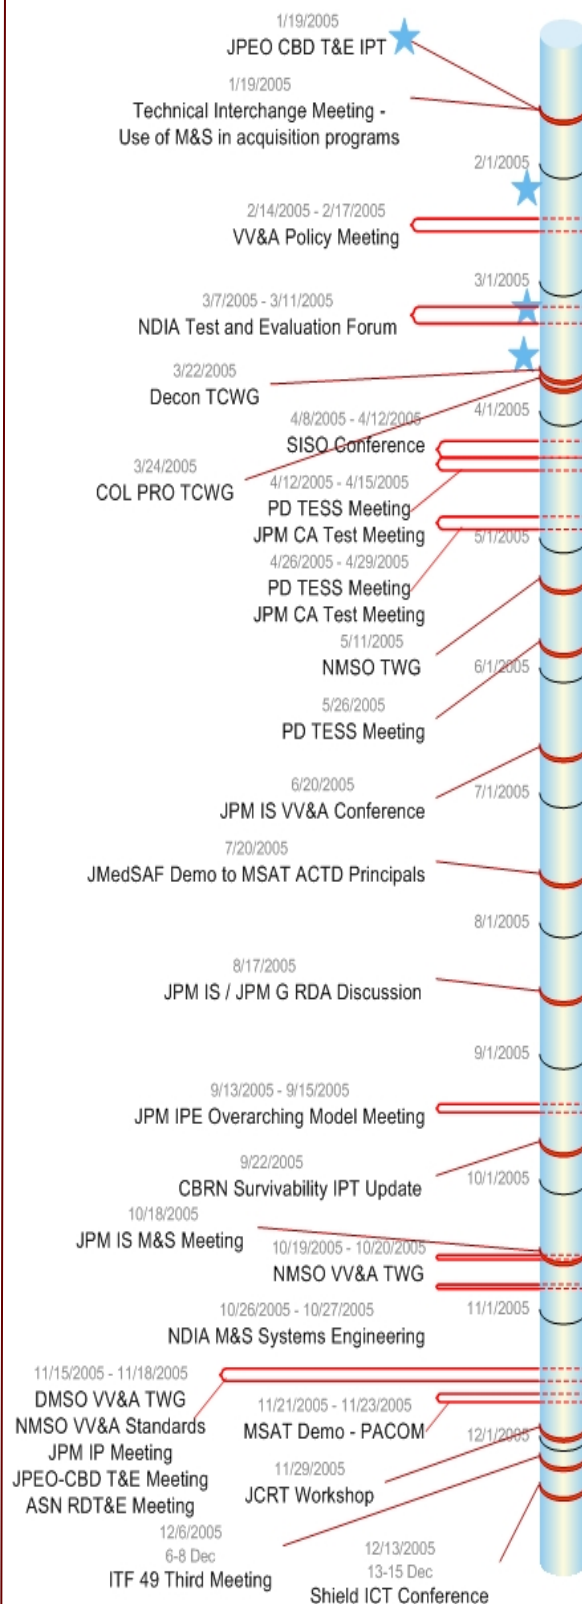 1/19/2005
JPEO CBD T&E IPT
1/19/2005
Technical Interchange Meeting -
Use of M&S in acquisition programs
2/1/2005
2/14/2005 - 2/17/2005
VV&A Policy Meeting
3/1/2005
3/7/2005 - 3/11/2005
NDIA Test and Evaluation Forum
3/22/2005
Decon TCWG
4/1/2005
4/8/2005 - 4/12/2005
SISO Conference
3/24/2005
COL PRO TCWG
4/12/2005 - 4/15/2005
PD TESS Meeting
JPM CA Test Meeting
5/1/2005
4/26/2005 - 4/29/2005
PD TESS Meeting
JPM CA Test Meeting
5/11/2005
NMSO TWG
6/1/2005
5/26/2005
PD TESS Meeting
6/20/2005
JPM IS VV&A Conference
7/1/2005
7/20/2005
JMedSAF Demo to MSAT ACTD Principals
8/1/2005
8/17/2005
JPM IS / JPM G RDA Discussion
9/1/2005
9/13/2005 - 9/15/2005
JPM IPE Overarching Model Meeting
9/22/2005
CBRN Survivability IPT Update
10/1/2005
10/18/2005
JPM IS M&S Meeting
10/19/2005 - 10/20/2005
NMSO VV&A TWG
10/26/2005 - 10/27/2005
NDIA M&S Systems Engineering
11/1/2005
11/15/2005 - 11/18/2005
DMSO VV&A TWG
NMSO VV&A Standards
JPM IP Meeting
JPEO-CBD T&E Meeting
ASN RDT&E Meeting
11/21/2005 - 11/23/2005
MSAT Demo - PACOM
12/1/2005
11/29/2005
JCRT Workshop
12/6/2005
6-8 Dec
ITF 49 Third Meeting
12/13/2005
13-15 Dec
Shield ICT Conference